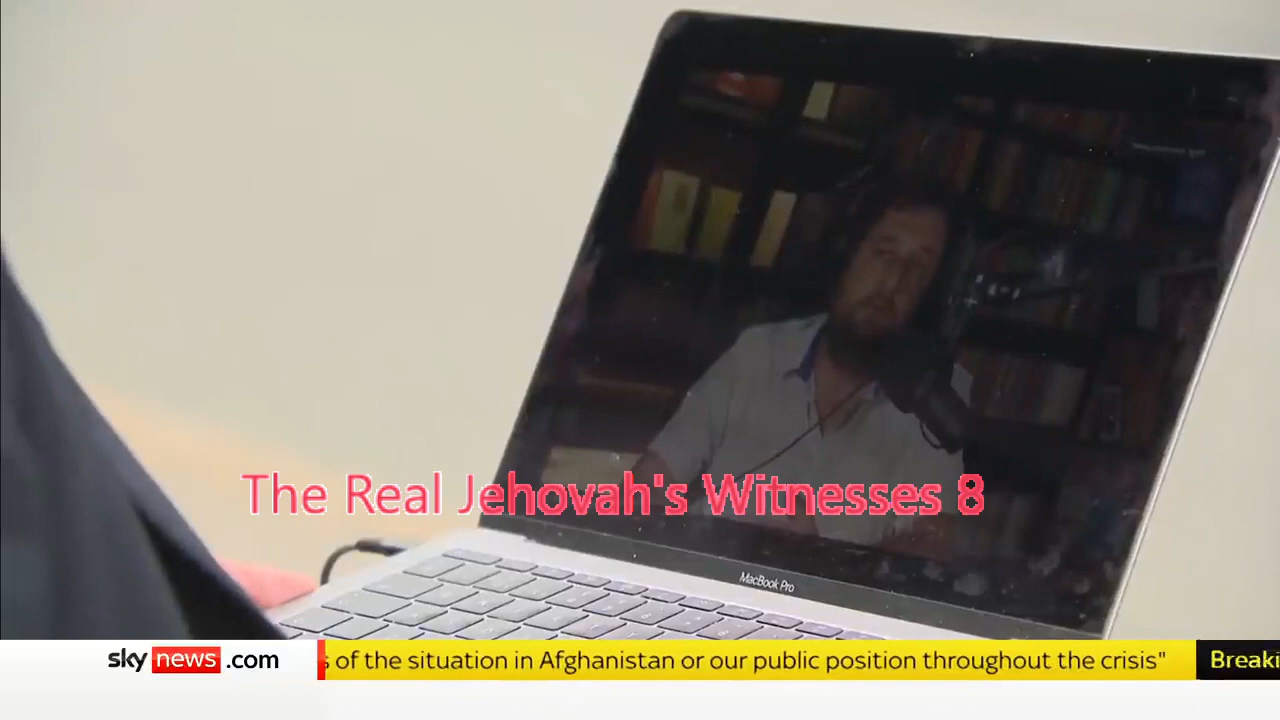 The Real Jehovah's Witnesses 8
MacBook Pro
sky news .com
of the situation in Afghanistan or our public position throughout the crisis"